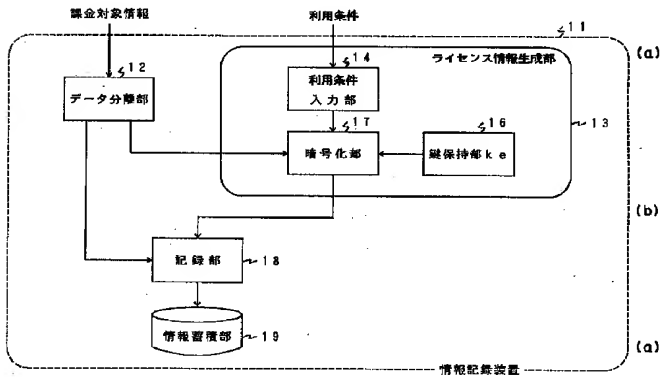 課金対象情報
利用条件
11
(a)
ライセンス情報生成部
12
14
データ分離部
利用条件
入力部
17
16
13
暗号化部
鍵保持部ke
(b)
記録部
18
情報蓄積部
19
(a)
情報記録装置